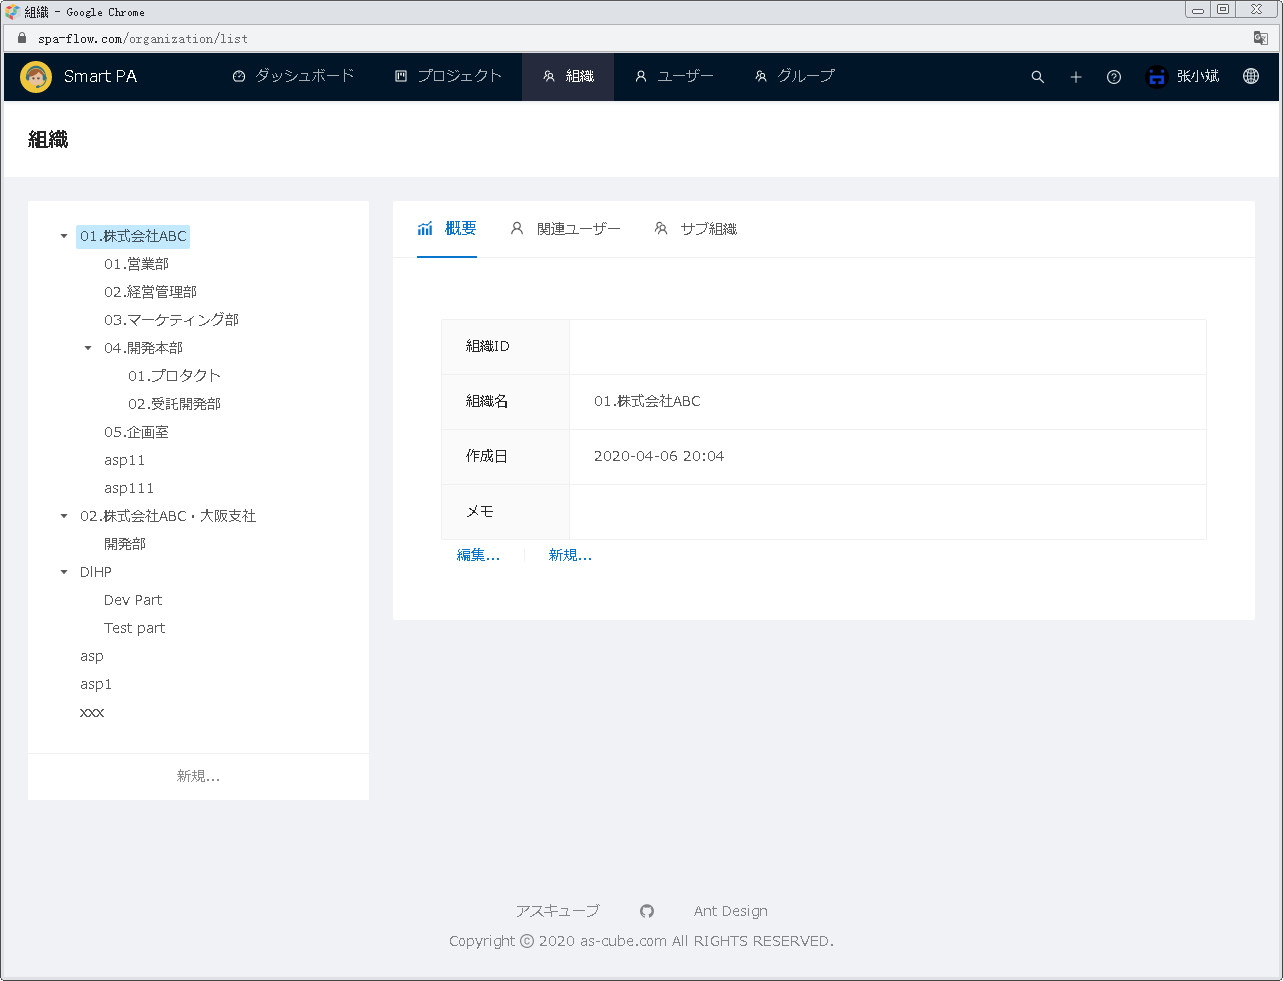 組織 - Google Chrome
spa-flow.com/organization/list
Smart PA ダッシュボード プロジェクト 組織 ユーザー グループ 张小斌
組織
01.株式会社ABC
01.営業部
02.経営管理部
03.マーケティング部
04.開発本部
01.プロタクト
02.受託開発部
05.企画室
asp11
asp111
02.株式会社ABC・大阪支社
開発部
DIHP
Dev Part
Test part
asp
asp1
xxx
新規...
概要 関連ユーザー サブ組織
組織ID
組織名 01.株式会社ABC
作成日 2020-04-06 20:04
メモ
編集... 新規...
アスキューブ Ant Design
Copyright © 2020 as-cube.com All RIGHTS RESERVED.